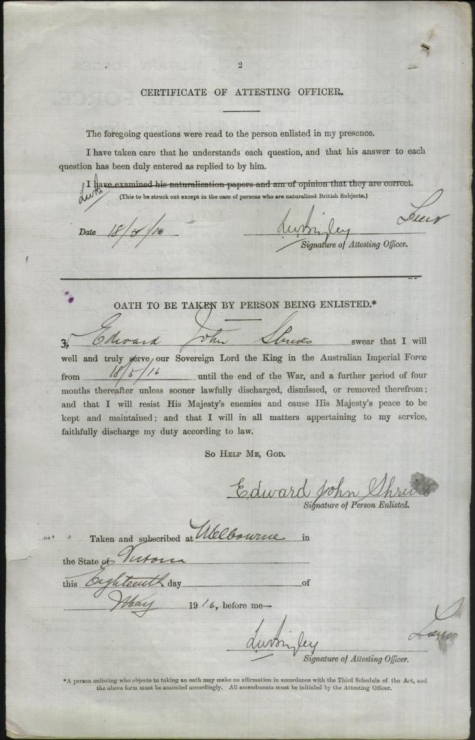 2
CERTIFICATE OF ATTESTING OFFICER.
The foregoing questions were read to the person enlisted in my presence.
I have taken care that he understands each question, and that his answer to each
question has been duly entered as replied to by him.
I have examined his naturalization papers and am of opinion that they are correct.
(This to be struck out except in the case of persons who are naturalized British Subjects.)
Date 18/5/16
Lieut
Signature of Attesting Officer.
OATH TO BE TAKEN BY PERSON BEING ENLISTED.*
I, Edward John swear that I will
well and truly serve our Sovereign Lord the King in the Australian Imperial Force
from 18/5/16 until the end of the War, and a further period of four
months thereafter unless sooner lawfully discharged, dismissed, or removed therefrom;
and that I will resist His Majesty's enemies and cause His Majesty's peace to be
kept and maintained; and that I will in all matters appertaining to my service,
faithfully discharge my duty according to law.
SO HELP ME, GOD.
Edward John
Signature of Person Enlisted.
Taken and subscribed at Melbourne in
the State of Victoria
this Eighteenth day of
May 1916, before me—
Signature of Attesting Officer.
*A person enlisting who objects to taking an oath may make an affirmation in accordance with the Third Schedule of the Act, and
the above form must be amended accordingly. All amendments must be initialed by the Attesting Officer.